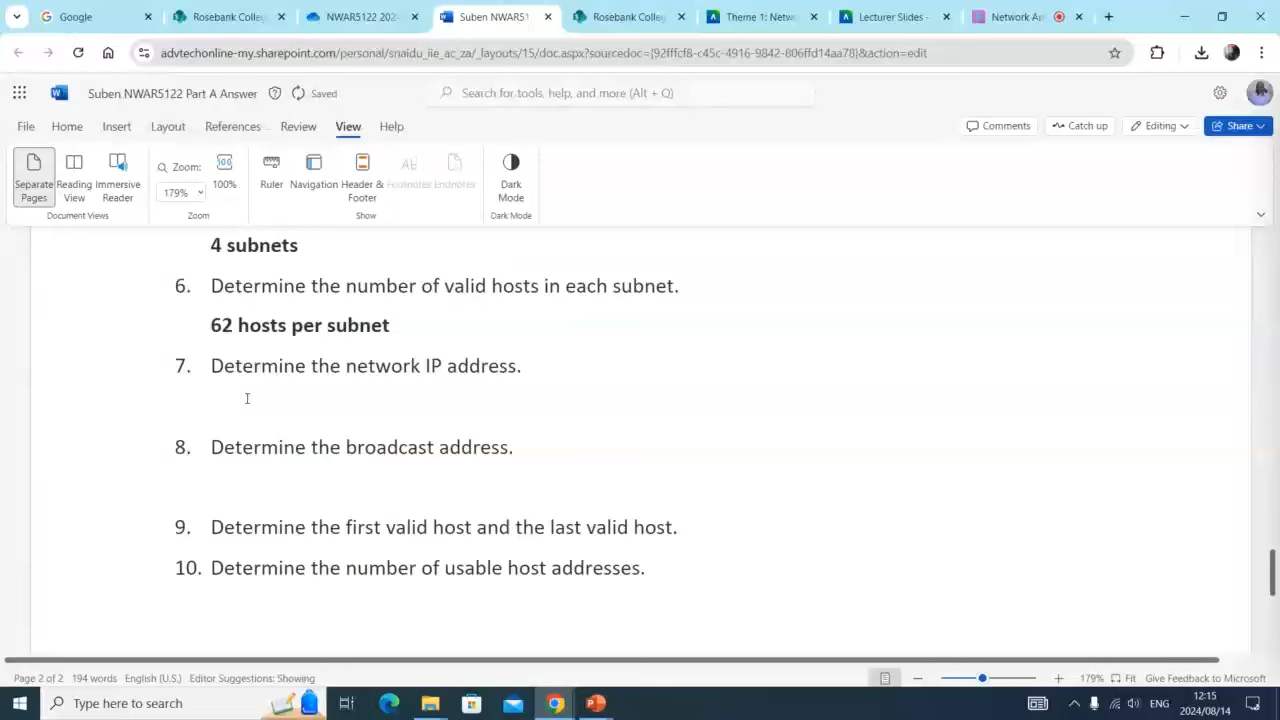 Google
Rosebank Colleg
NWAR5122 202
Suben NWAR51
Rosebank Colleg
Theme 1: Netwo
Lecturer Slides -
Network Ar
advtechonline-my.sharepoint.com/personal/snaidu_iie_ac_za/_layouts/15/doc.aspx?sourcedoc={92fffcf8-c45c-4916-9842-806ffd14aa78}&action=edit
Suben NWAR5122 Part A Answer
Saved
Search for tools, help, and more (Alt + Q)
File Home Insert Layout References Review View Help
Comments Catch up Editing Share
Separate Pages
Reading View
Immersive Reader
Document Views
Zoom:
179%
100%
Zoom
Ruler
Navigation
Header & Footer
Footnotes
Endnotes
Show
Dark Mode
Dark Mode
4 subnets
6. Determine the number of valid hosts in each subnet.
62 hosts per subnet
7. Determine the network IP address.
8. Determine the broadcast address.
9. Determine the first valid host and the last valid host.
10. Determine the number of usable host addresses.
Page 2 of 2 194 words English (U.S.) Editor Suggestions: Showing
179% Fit Give Feedback to Microsoft
Type here to search
ENG
12:15
2024/08/14